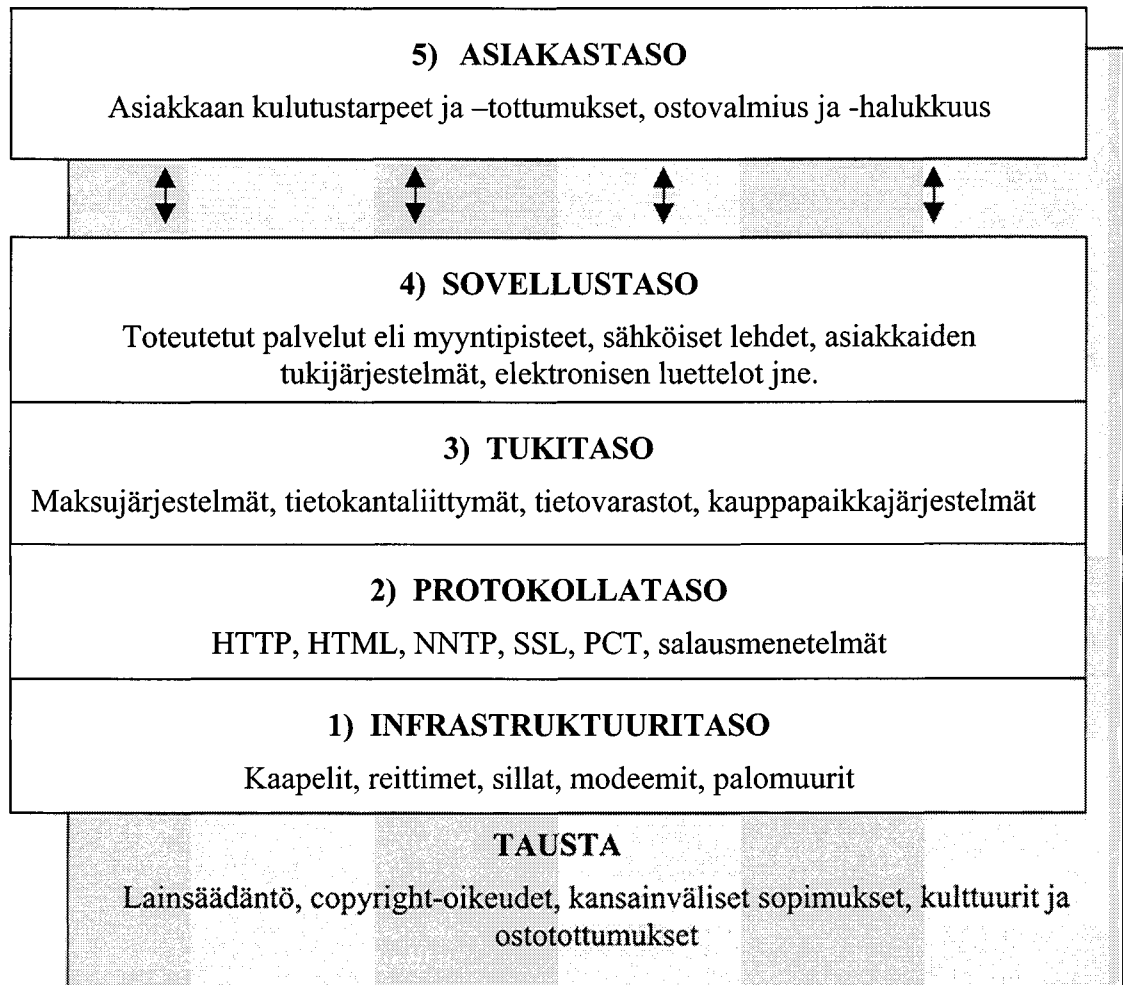 5) ASIAKASTASO
Asiakkaan kulutustarpeet ja –tottumukset, ostovalmius ja -halukkuus
4) SOVELLUSTASO
Toteutetut palvelut eli myyntipisteet, sähköiset lehdet, asiakkaiden
tukijärjestelmät, elektronisen luettelot jne.
3) TUKITASO
Maksujärjestelmät, tietokantaliittymät, tietovarastot, kauppapaikkajärjestelmät
2) PROTOKOLLATASO
HTTP, HTML, NNTP, SSL, PCT, salausmenetelmät
1) INFRASTRUKTUURITASO
Kaapelit, reittimet, sillat, modeemit, palomuurit
TAUSTA
Lainsäädäntö, copyright-oikeudet, kansainväliset sopimukset, kulttuurit ja
ostotottumukset